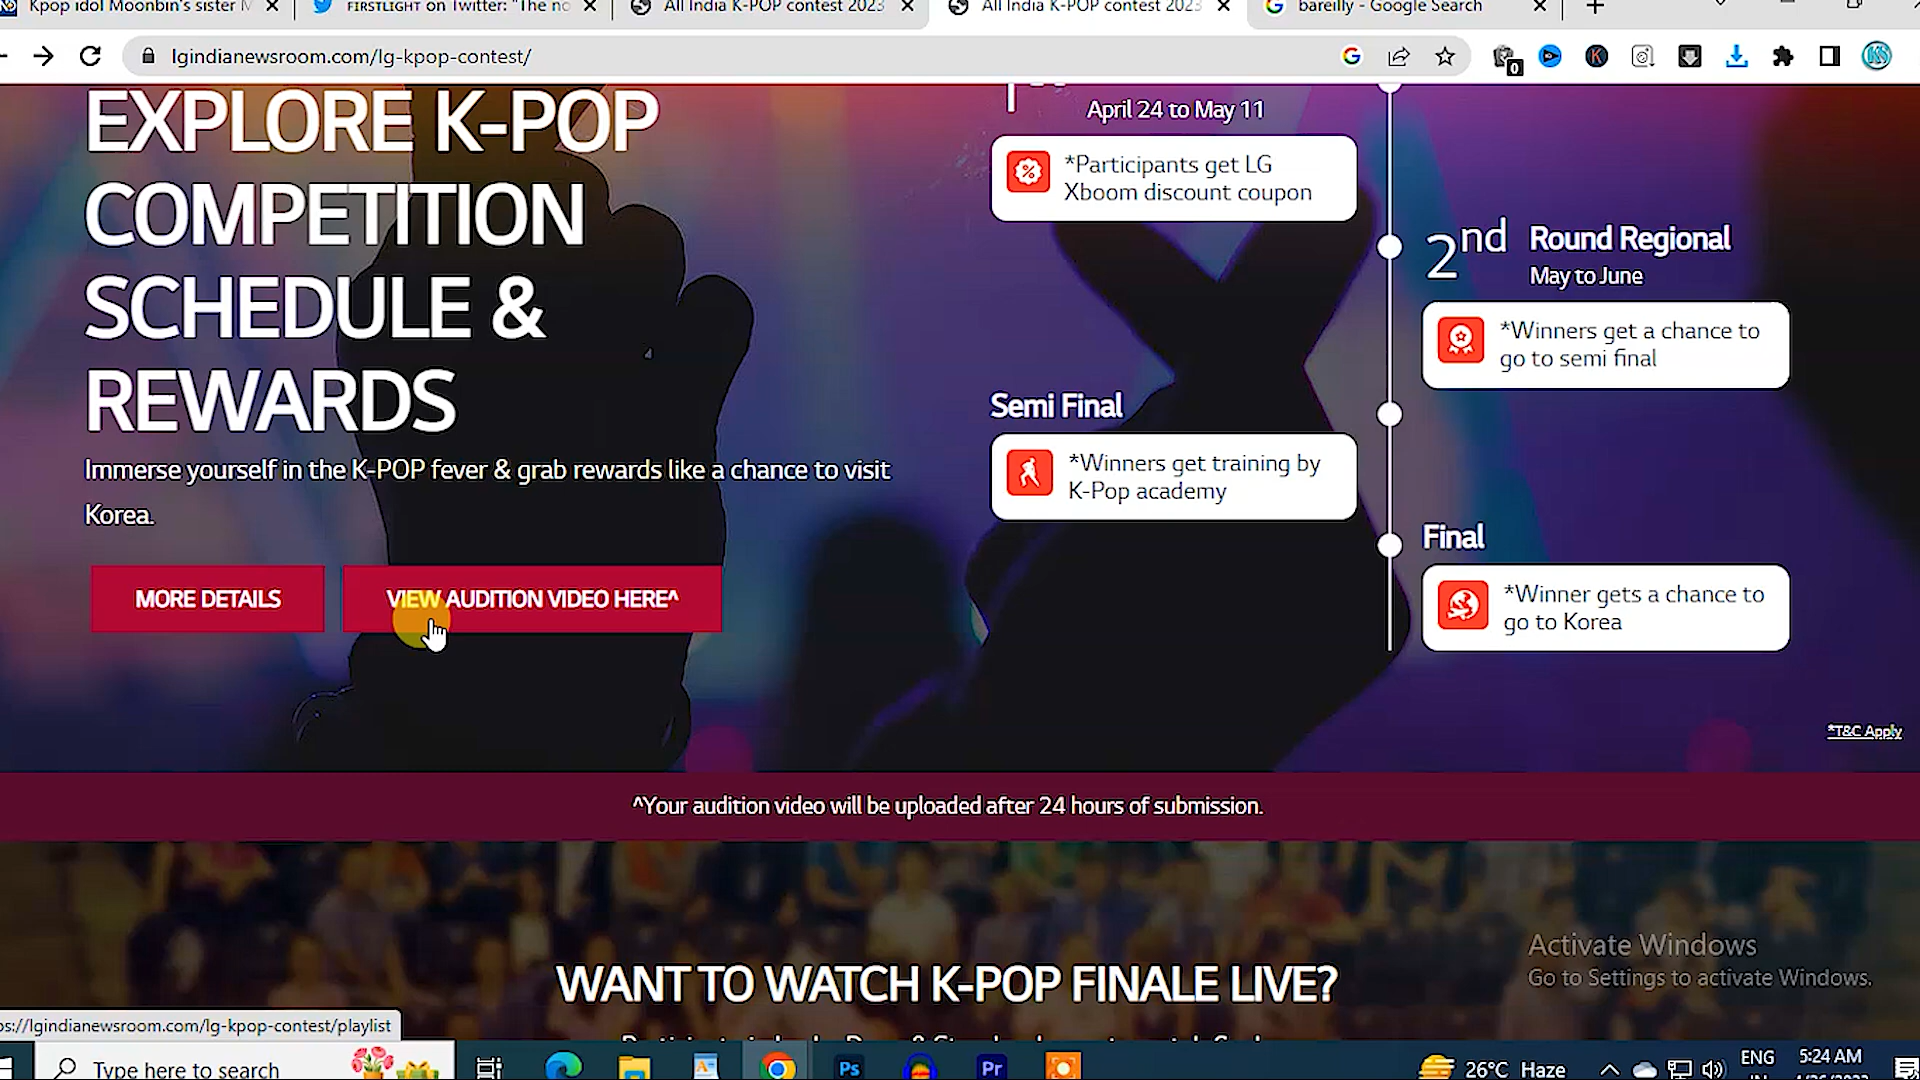 Kpop idol Moonbin's sister M
FIRSTLIGHT on Twitter: "The no
All India K-POP contest 2023
All India K-POP contest 2023
bareilly - Google Search
lgindianewsroom.com/lg-kpop-contest/
0
EXPLORE K-POP
COMPETITION
SCHEDULE &
REWARDS
Immerse yourself in the K-POP fever & grab rewards like a chance to visit
Korea.
MORE DETAILS
VIEW AUDITION VIDEO HERE^
April 24 to May 11
*Participants get LG
Xboom discount coupon
2nd Round Regional
May to June
*Winners get a chance to
go to semi final
Semi Final
*Winners get training by
K-Pop academy
Final
*Winner gets a chance to
go to Korea
*T&C Apply
^Your audition video will be uploaded after 24 hours of submission.
WANT TO WATCH K-POP FINALE LIVE?
Activate Windows
Go to Settings to activate Windows.
ps://lgindianewsroom.com/lg-kpop-contest/playlist
Type here to search
Ps
Pr
26°C Haze
ENG
5:24 AM